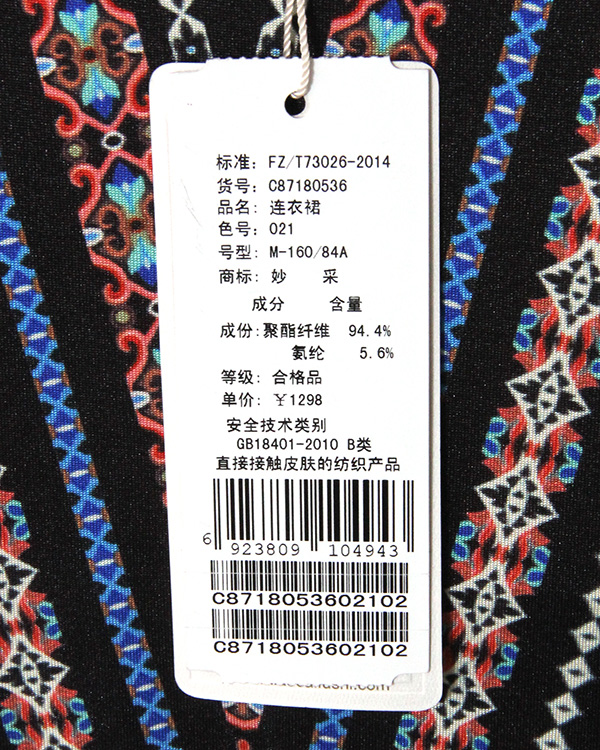 标准: FZ/T73026-2014
货号: C87180536
品名: 连衣裙
色号: 021
号型: M-160/84A
商标: 妙 采
成分 含量
成份: 聚酯纤维 94.4%
氨纶 5.6%
等级: 合格品
单价: ¥1298
安全技术类别
GB18401-2010 B类
直接接触皮肤的纺织产品
6 923809 104943
C8718053602102
C8718053602102